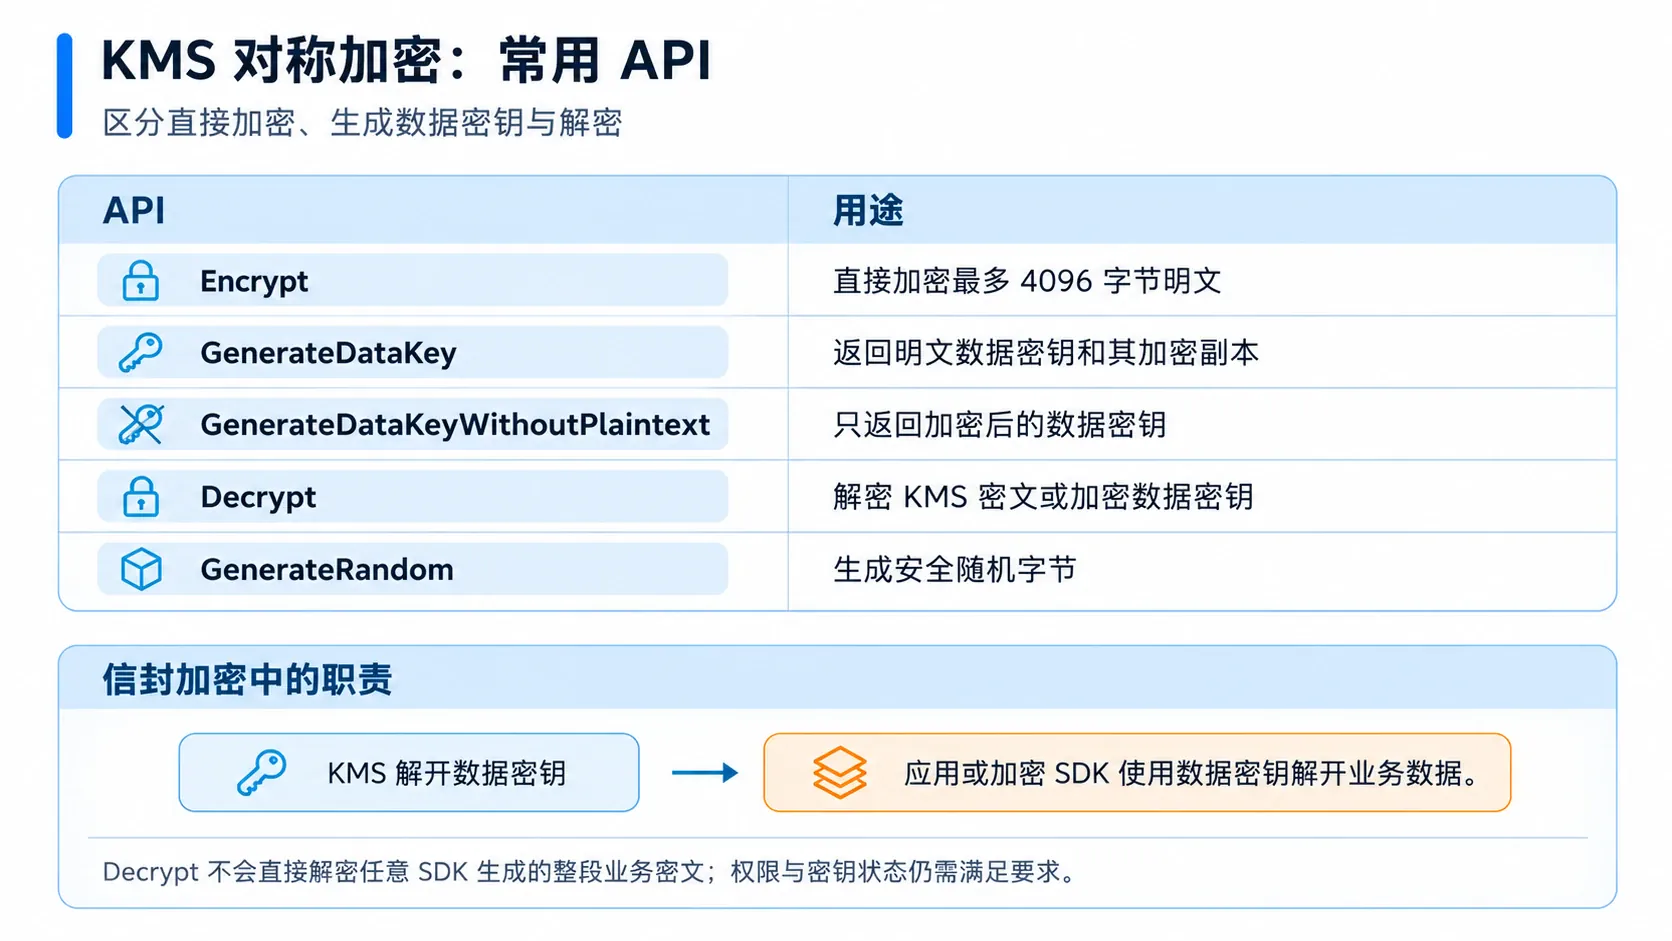 KMS 对称加密：常用 API
区分直接加密、生成数据密钥与解密
API
用途
Encrypt
直接加密最多 4096 字节明文
GenerateDataKey
返回明文数据密钥和其加密副本
GenerateDataKeyWithoutPlaintext
只返回加密后的数据密钥
Decrypt
解密 KMS 密文或加密数据密钥
GenerateRandom
生成安全随机字节
信封加密中的职责
KMS 解开数据密钥
应用或加密 SDK 使用数据密钥解开业务数据。
Decrypt 不会直接解密任意 SDK 生成的整段业务密文；权限与密钥状态仍需满足要求。